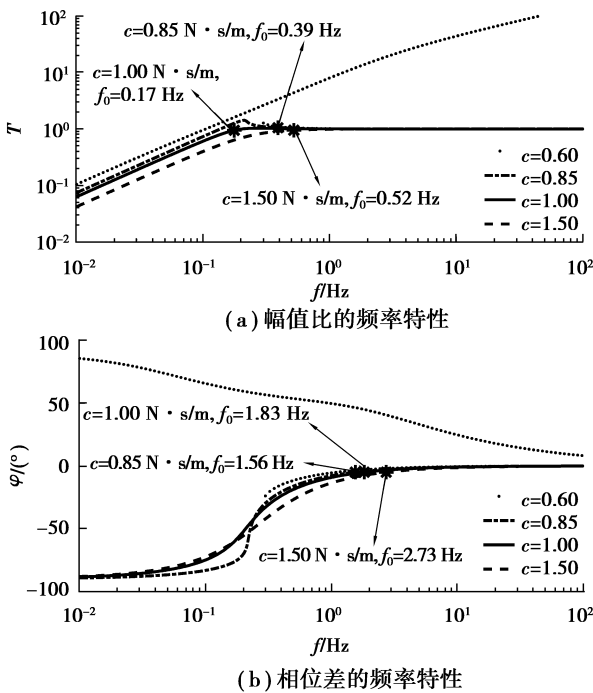 10²
c=0.85 N · s/m, f₀=0.39 Hz
10¹
c=1.00 N · s/m,
f₀=0.17 Hz
10⁰
T
c=0.60
10⁻¹
c=0.85
c=1.50 N · s/m, f₀=0.52 Hz
c=1.00
c=1.50
10⁻²
10⁻² 10⁻¹ 10⁰ 10¹ 10²
f/Hz
(a)幅值比的频率特性
100
50
c=1.00 N · s/m, f₀=1.83 Hz
c=0.85 N · s/m, f₀=1.56 Hz
0
φ/(°)
c=0.60
c=0.85
−50
c=1.00
c=1.50 N · s/m, f₀=2.73 Hz
c=1.50
−100
10⁻² 10⁻¹ 10⁰ 10¹ 10²
f/Hz
(b)相位差的频率特性